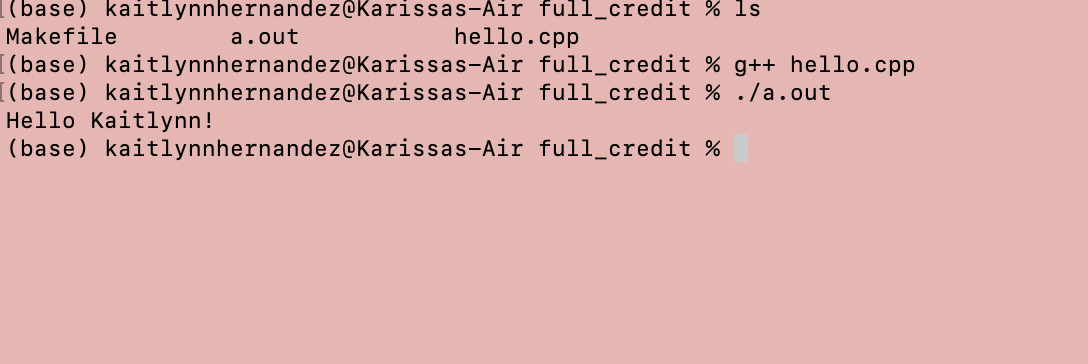 (base) kaitlynnhernandez@Karissas-Air full_credit % ls
Makefile a.out hello.cpp
[(base) kaitlynnhernandez@Karissas-Air full_credit % g++ hello.cpp
[(base) kaitlynnhernandez@Karissas-Air full_credit % ./a.out
Hello Kaitlynn!
(base) kaitlynnhernandez@Karissas-Air full_credit %